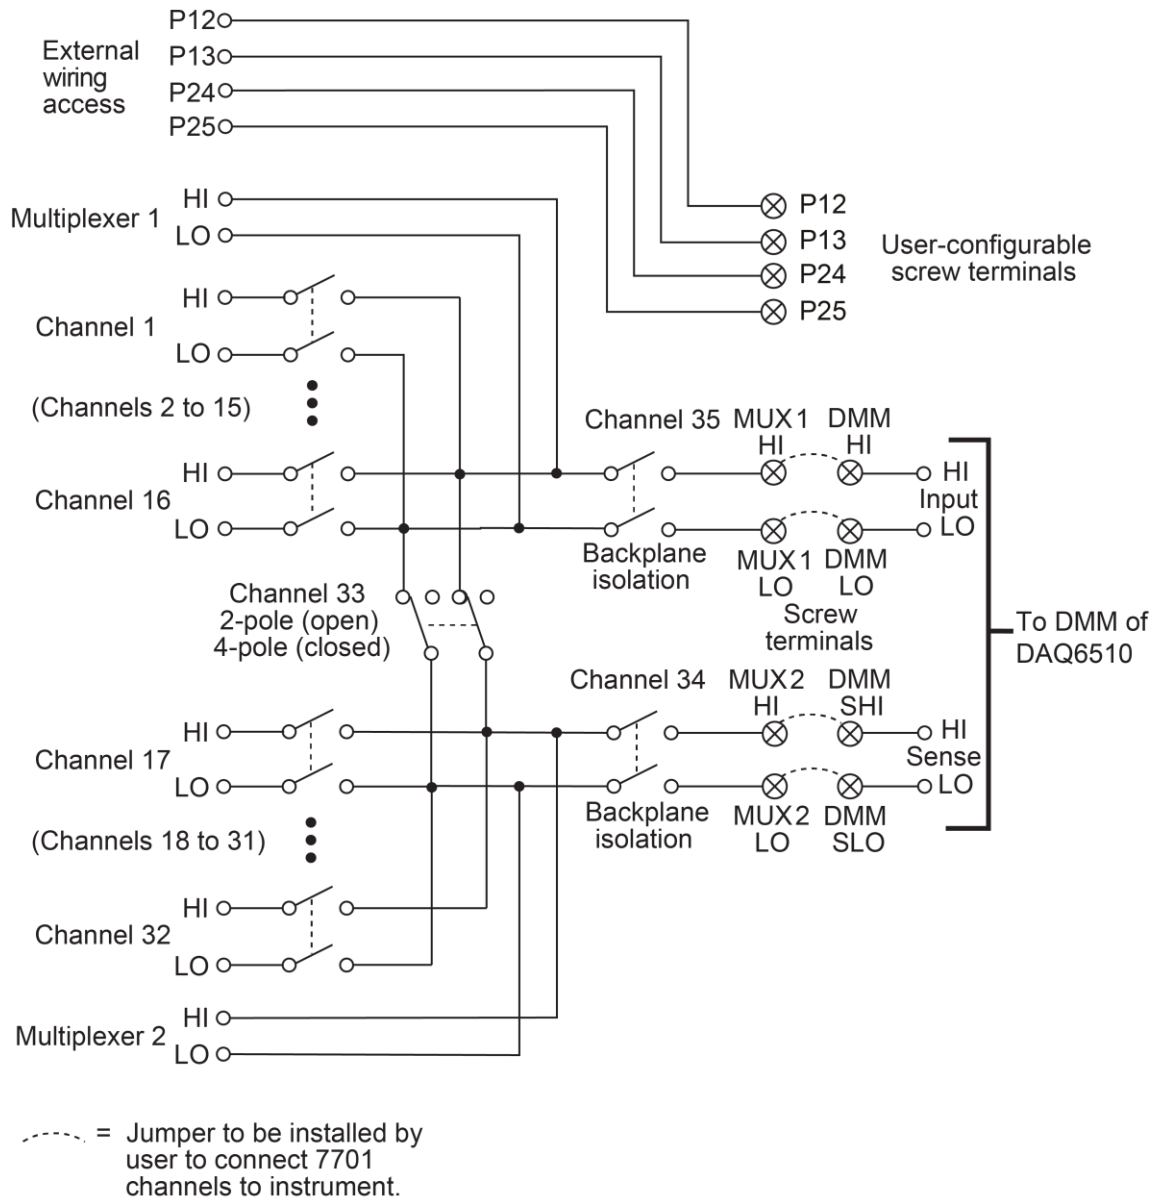 P12
External
wiring
access
P13
P24
P25
Multiplexer 1
HI
LO
P12
P13
P24
P25
User-configurable
screw terminals
Channel 1
HI
LO
(Channels 2 to 15)
Channel 16
HI
LO
Channel 35
Backplane
isolation
MUX1
HI
DMM
HI
MUX1
LO
DMM
LO
Screw
terminals
HI
Input
LO
Channel 33
2-pole (open)
4-pole (closed)
To DMM of
DAQ6510
Channel 17
HI
LO
Channel 34
Backplane
isolation
MUX2
HI
DMM
SHI
MUX2
LO
DMM
SLO
HI
Sense
LO
(Channels 18 to 31)
Channel 32
HI
LO
Multiplexer 2
HI
LO
= Jumper to be installed by
user to connect 7701
channels to instrument.